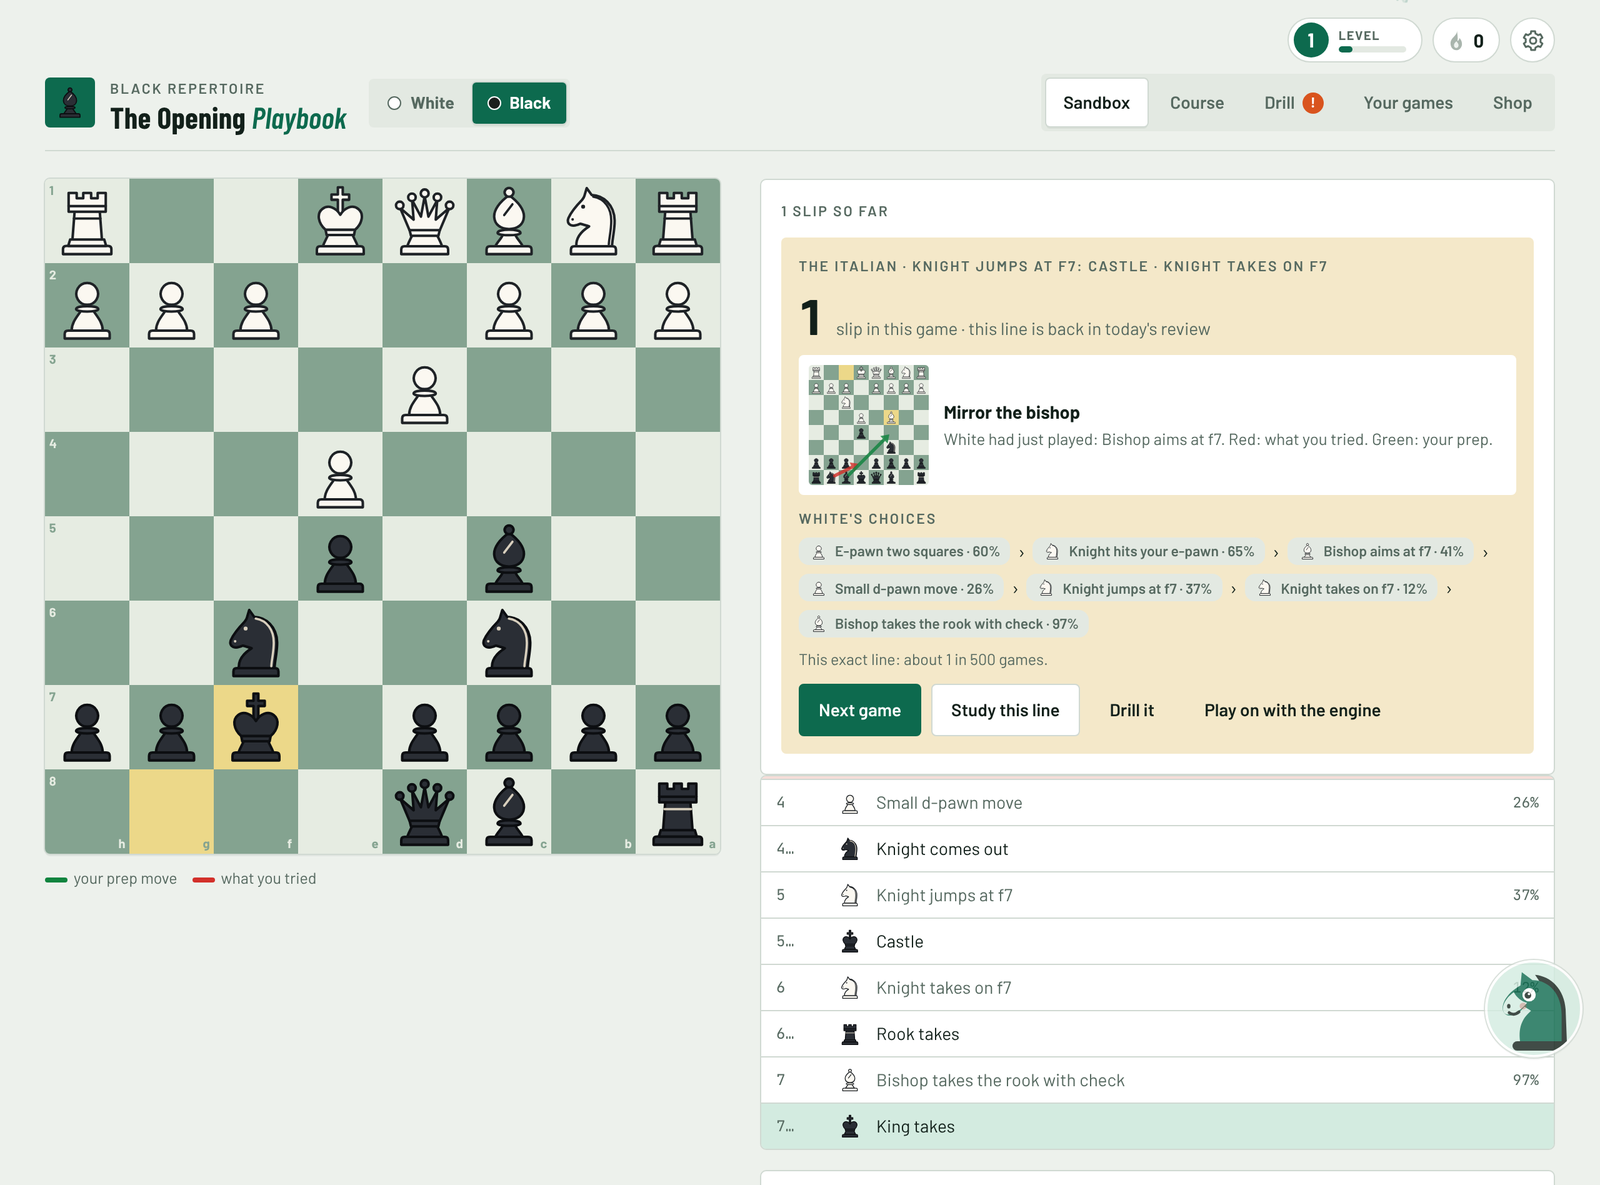 1
LEVEL
0
BLACK REPERTOIRE
The Opening Playbook
White
Black
Sandbox
Course
Drill !
Your games
Shop
1
2
3
4
5
6
7
8
h
g
f
e
d
c
b
a
your prep move
what you tried
1 SLIP SO FAR
THE ITALIAN · KNIGHT JUMPS AT F7: CASTLE · KNIGHT TAKES ON F7
1 slip in this game · this line is back in today's review
Mirror the bishop
White had just played: Bishop aims at f7. Red: what you tried. Green: your prep.
WHITE'S CHOICES
E-pawn two squares · 60% › Knight hits your e-pawn · 65% › Bishop aims at f7 · 41% ›
Small d-pawn move · 26% › Knight jumps at f7 · 37% › Knight takes on f7 · 12% ›
Bishop takes the rook with check · 97%
This exact line: about 1 in 500 games.
Next game
Study this line
Drill it
Play on with the engine
4 Small d-pawn move 26%
4... Knight comes out
5 Knight jumps at f7 37%
5... Castle
6 Knight takes on f7
6... Rook takes
7 Bishop takes the rook with check 97%
7... King takes